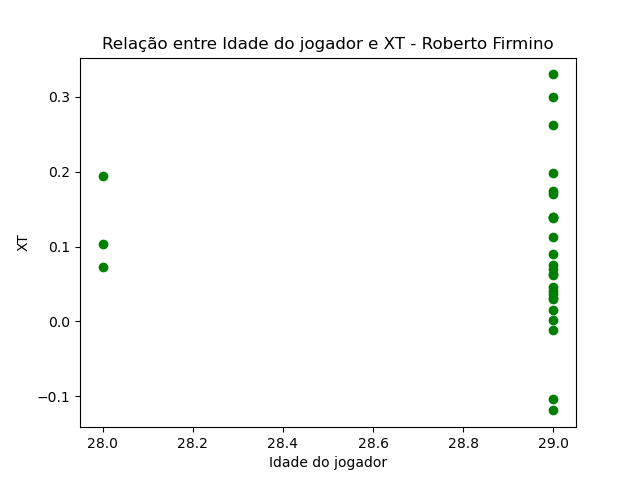 Relação entre Idade do jogador e XT - Roberto Firmino
0.3
0.2
XT
0.1
0.0
−0.1
28.0 28.2 28.4 28.6 28.8 29.0
Idade do jogador